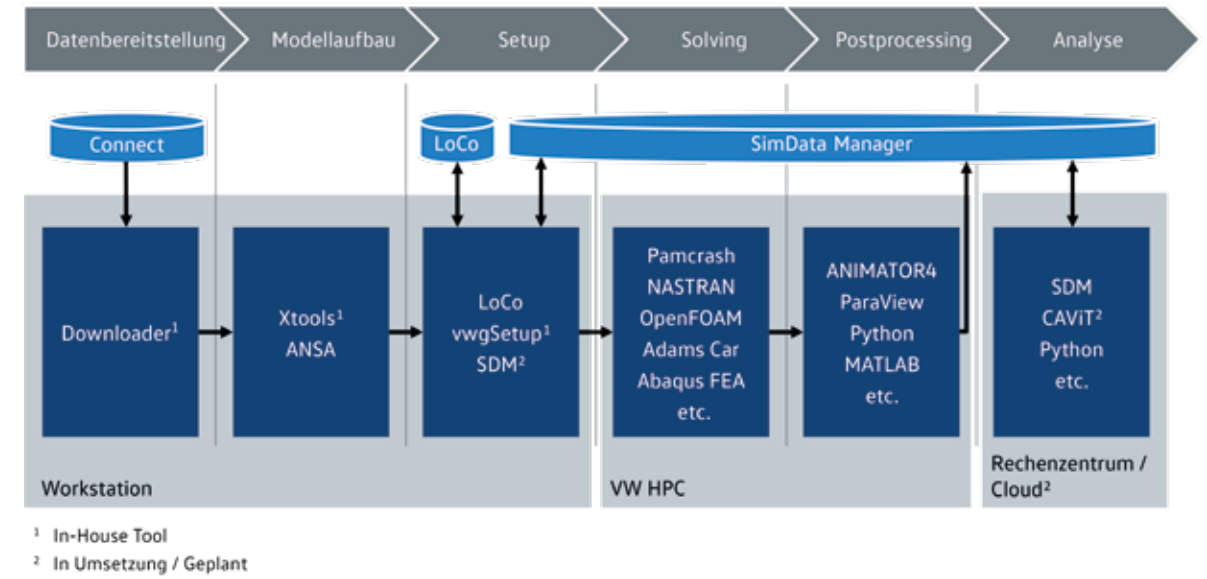 Datenbereitstellung
Modellaufbau
Setup
Solving
Postprocessing
Analyse
Connect
LoCo
SimData Manager
Downloader¹
Xtools¹
ANSA
LoCo
vwgSetup¹
SDM²
Pamcrash
NASTRAN
OpenFOAM
Adams Car
Abaqus FEA
etc.
ANIMATOR4
ParaView
Python
MATLAB
etc.
SDM
CAViT²
Python
etc.
Workstation
VW HPC
Rechenzentrum /
Cloud²
¹ In-House Tool
² In Umsetzung / Geplant